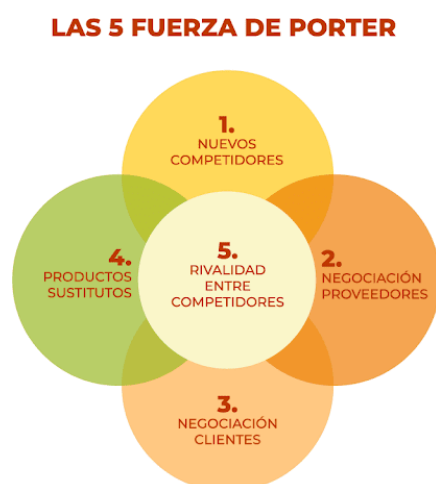 LAS 5 FUERZA DE PORTER
1.
NUEVOS
COMPETIDORES
2.
NEGOCIACIÓN
PROVEEDORES
3.
NEGOCIACIÓN
CLIENTES
4.
PRODUCTOS
SUSTITUTOS
5.
RIVALIDAD
ENTRE
COMPETIDORES